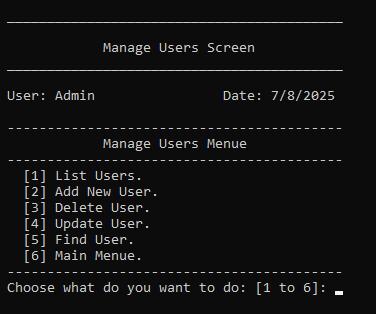 Manage Users Screen
User: Admin Date: 7/8/2025
Manage Users Menue
[1] List Users.
[2] Add New User.
[3] Delete User.
[4] Update User.
[5] Find User.
[6] Main Menue.
Choose what do you want to do: [1 to 6]: